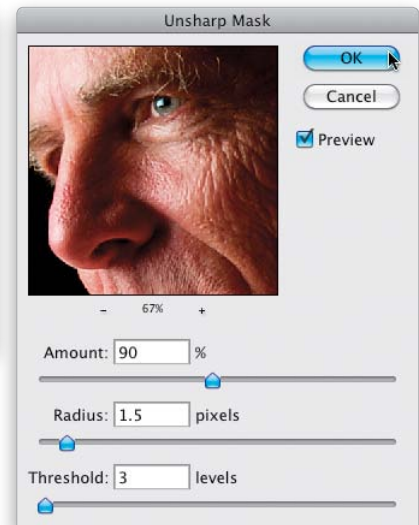 Unsharp Mask
OK
Cancel
Preview
- 67% +
Amount: 90 %
Radius: 1.5 pixels
Threshold: 3 levels